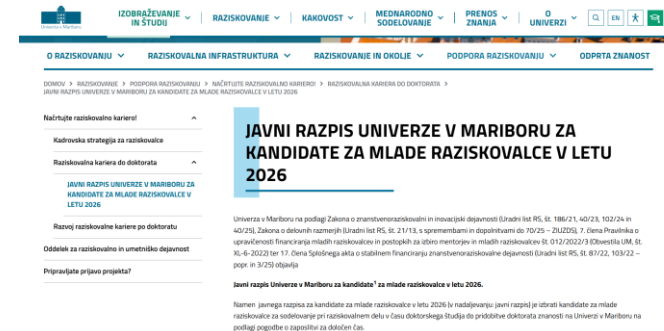 Univerza v Mariboru
IZOBRAŽEVANJE IN ŠTUDIJ
RAZISKOVANJE
KAKOVOST
MEDNARODNO SODELOVANJE
PRENOS ZNANJA
O UNIVERZI
EN
O RAZISKOVANJU
RAZISKOVALNA INFRASTRUKTURA
RAZISKOVANJE IN OKOLJE
PODPORA RAZISKOVANJU
ODPRTA ZNANOST
DOMOV > RAZISKOVANJE > PODPORA RAZISKOVANJU > NAČRTUJTE RAZISKOVALNO KARIERO! > RAZISKOVALNA KARIERA DO DOKTORATA >
JAVNI RAZPIS UNIVERZE V MARIBORU ZA KANDIDATE ZA MLADE RAZISKOVALCE V LETU 2026
Načrtujte raziskovalno kariero!
Kadrovska strategija za raziskovalce
Raziskovalna kariera do doktorata
JAVNI RAZPIS UNIVERZE V MARIBORU ZA
KANDIDATE ZA MLADE RAZISKOVALCE V
LETU 2026
Razvoj raziskovalne kariere po doktoratu
Oddelek za raziskovalno in umetniško dejavnost
Pripravljate prijavo projekta?
JAVNI RAZPIS UNIVERZE V MARIBORU ZA
KANDIDATE ZA MLADE RAZISKOVALCE V LETU
2026
Univerza v Mariboru na podlagi Zakona o znanstvenoraziskovalni in inovacijski dejavnosti (Uradni list RS, št. 186/21, 40/23, 102/24 in
40/25), Zakona o delovnih razmerjih (Uradni list RS, št. 21/13, s spremembami in dopolnitvami do 70/25 – ZIUZDS), 7. člena Pravilnika o
upravičenosti financiranja mladih raziskovalcev in postopkih za izbiro mentorjev in mladih raziskovalcev št. 012/2022/3 (Obvestila UM, št.
XL-6-2022) ter 17. člena Splošnega akta o stabilnem financiranju znanstvenoraziskovalne dejavnosti (Uradni list RS, št. 87/22, 103/22 –
popr. in 3/25) objavlja
Javni razpis Univerze v Mariboru za kandidate¹ za mlade raziskovalce v letu 2026.
Namen javnega razpisa za kandidate za mlade raziskovalce v letu 2026 (v nadaljevanju: javni razpis) je izbrati kandidate za mlade
raziskovalce za sodelovanje pri raziskovalnem delu v času doktorskega študija do pridobitve doktorata znanosti na Univerzi v Mariboru na
podlagi pogodbe o zaposlitvi za določen čas.